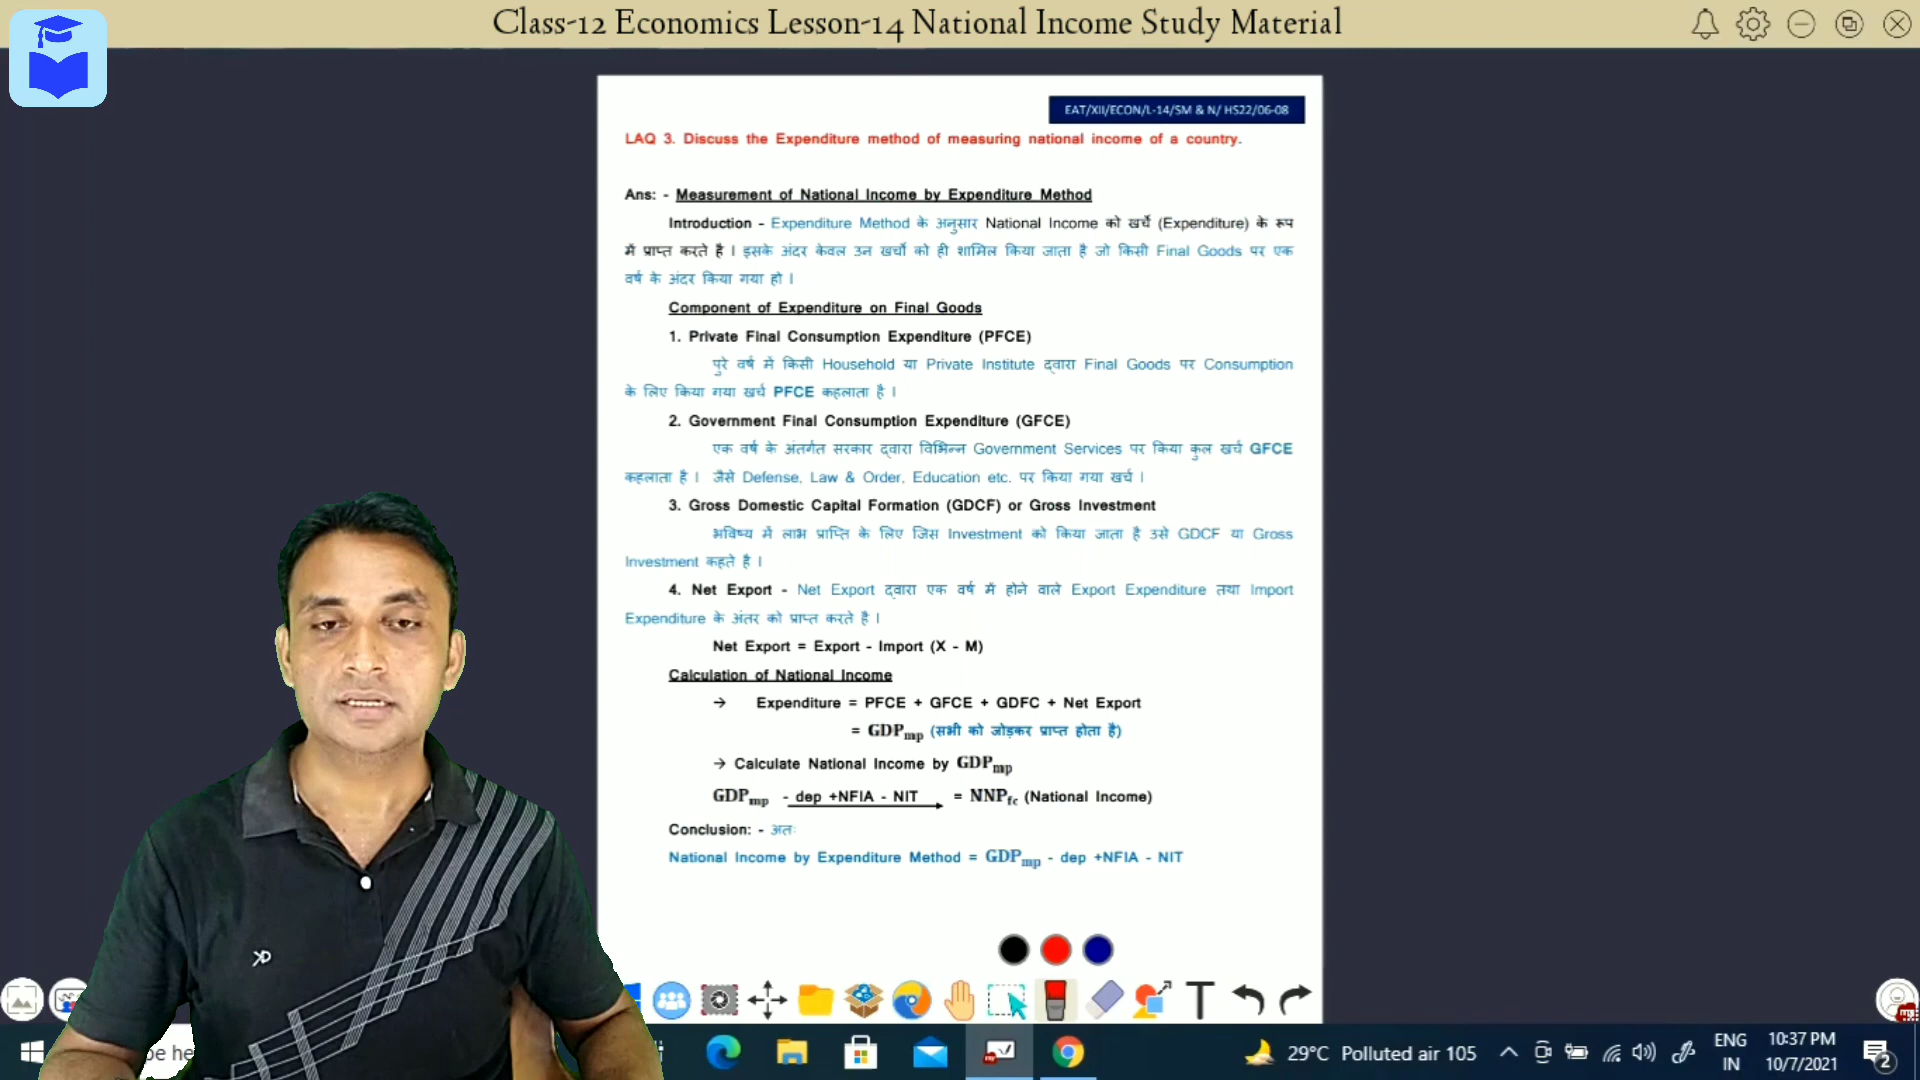 Class-12 Economics Lesson-14 National Income Study Material
EAT/XII/ECON/L-14/SM & N/ HS22/06-08
LAQ 3. Discuss the Expenditure method of measuring national income of a country.
Ans: - Measurement of National Income by Expenditure Method
Introduction - Expenditure Method के अनुसार National Income को खर्चे (Expenditure) के रूप
में प्राप्त करते है । इसके अंदर केवल उन खर्चो को ही शामिल किया जाता है जो किसी Final Goods पर एक
वर्ष के अंदर किया गया हो ।
Component of Expenditure on Final Goods
1. Private Final Consumption Expenditure (PFCE)
पुरे वर्ष में किसी Household या Private Institute द्वारा Final Goods पर Consumption
के लिए किया गया खर्च PFCE कहलाता है ।
2. Government Final Consumption Expenditure (GFCE)
एक वर्ष के अंतर्गत सरकार द्वारा विभिन्न Government Services पर किया कुल खर्च GFCE
कहलाता है । जैसे Defense, Law & Order, Education etc. पर किया गया खर्च ।
3. Gross Domestic Capital Formation (GDCF) or Gross Investment
भविष्य में लाभ प्राप्ति के लिए जिस Investment को किया जाता है उसे GDCF या Gross
Investment कहते है ।
4. Net Export - Net Export द्वारा एक वर्ष में होने वाले Export Expenditure तथा Import
Expenditure के अंतर को प्राप्त करते है ।
Net Export = Export - Import (X - M)
Calculation of National Income
→ Expenditure = PFCE + GFCE + GDFC + Net Export
= GDPmp (सभी को जोड़कर प्राप्त होता है)
→ Calculate National Income by GDPmp
GDPmp - dep +NFIA - NIT = NNPfc (National Income)
Conclusion: - अतः
National Income by Expenditure Method = GDPmp - dep +NFIA - NIT
29°C Polluted air 105
ENG
IN
10:37 PM
10/7/2021
2